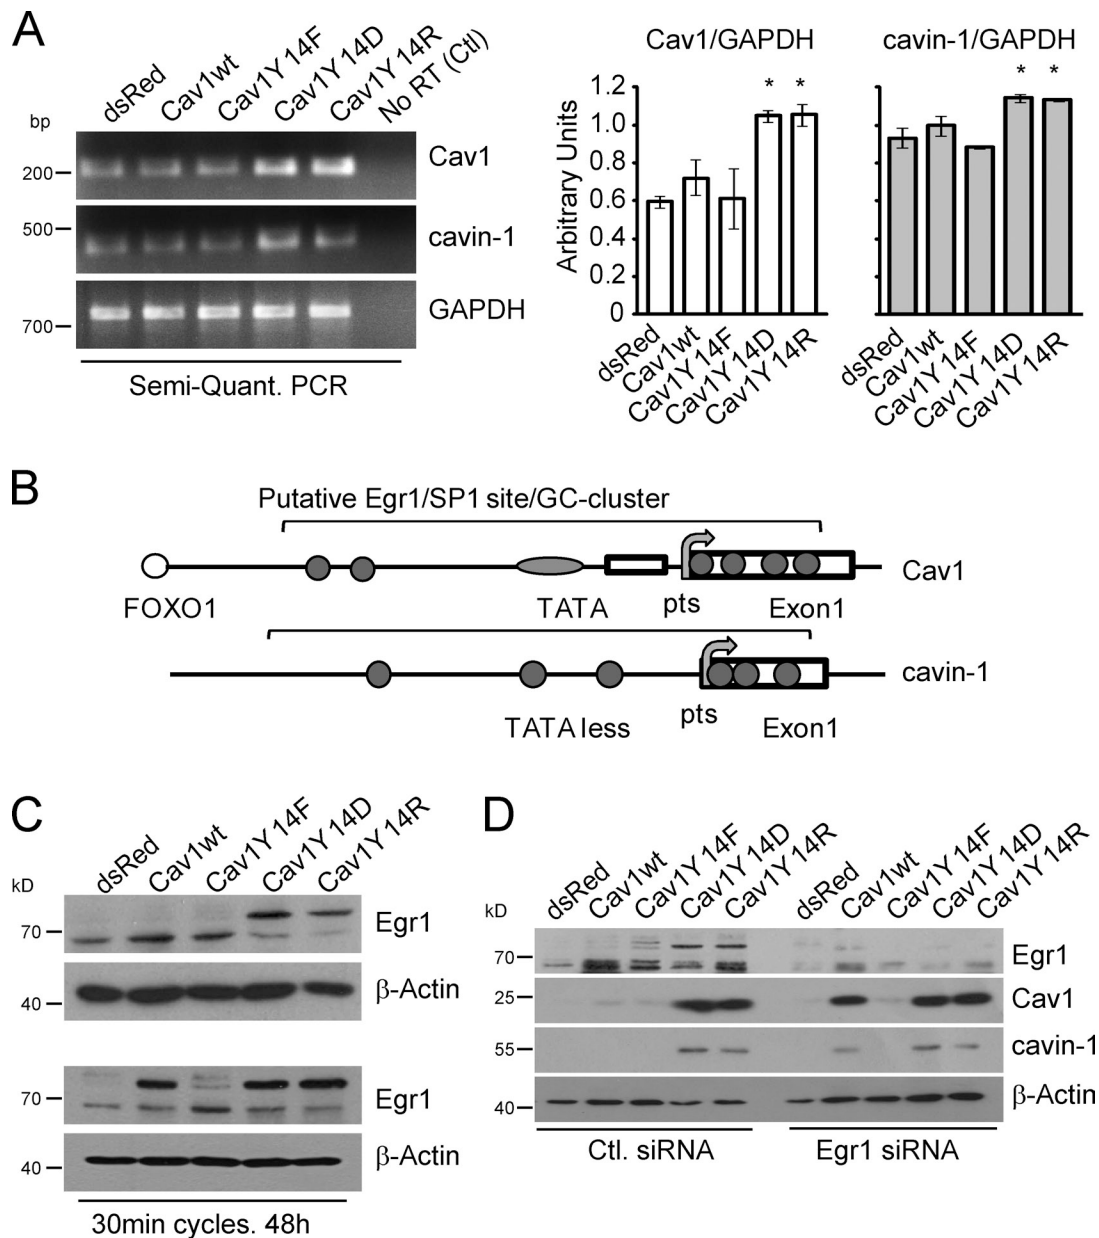 A
dsRed
Cav1wt
Cav1Y14F
Cav1Y14D
Cav1Y14R
No RT (Ctl)
bp
200
Cav1
500
cavin-1
700
GAPDH
Semi-Quant. PCR
Cav1/GAPDH
cavin-1/GAPDH
* *
* *
Arbitrary Units
1.2
1.0
0.8
0.6
0.4
0.2
0
dsRed
Cav1wt
Cav1Y14F
Cav1Y14D
Cav1Y14R
dsRed
Cav1wt
Cav1Y14F
Cav1Y14D
Cav1Y14R
B
Putative Egr1/SP1 site/GC-cluster
Cav1
FOXO1
TATA
pts
Exon1
cavin-1
TATA less
pts
Exon1
C
dsRed
Cav1wt
Cav1Y14F
Cav1Y14D
Cav1Y14R
kD
70
Egr1
40
β-Actin
70
Egr1
40
β-Actin
30min cycles. 48h
D
dsRed
Cav1wt
Cav1Y14F
Cav1Y14D
Cav1Y14R
dsRed
Cav1wt
Cav1Y14F
Cav1Y14D
Cav1Y14R
kD
70
Egr1
25
Cav1
55
cavin-1
40
β-Actin
Ctl. siRNA
Egr1 siRNA